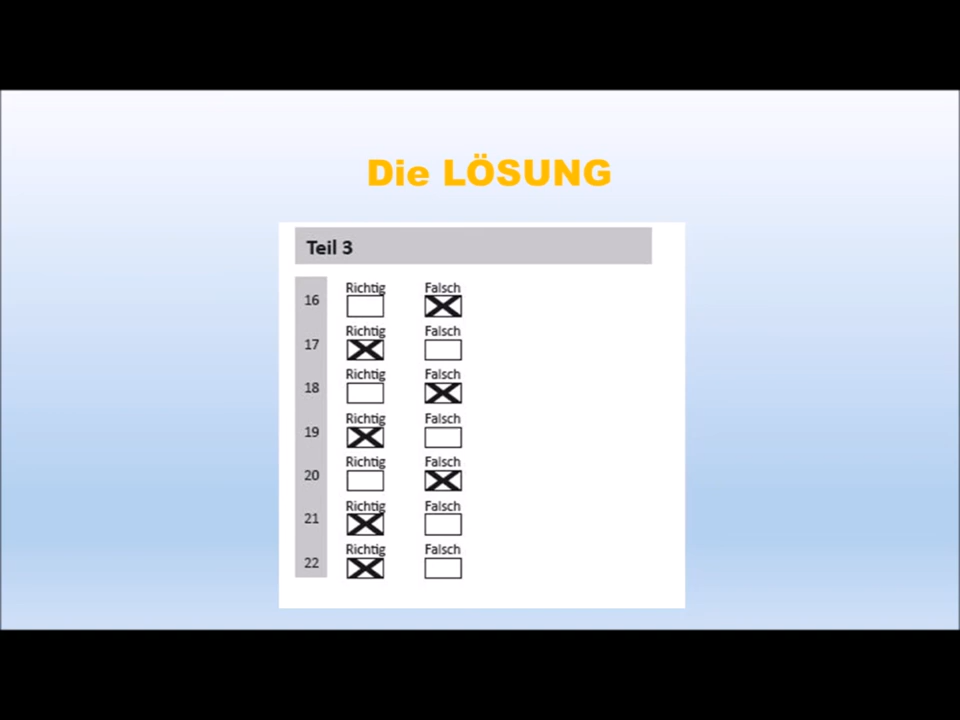 Die LÖSUNG
Teil 3
16 Richtig Falsch
17 Richtig Falsch
18 Richtig Falsch
19 Richtig Falsch
20 Richtig Falsch
21 Richtig Falsch
22 Richtig Falsch